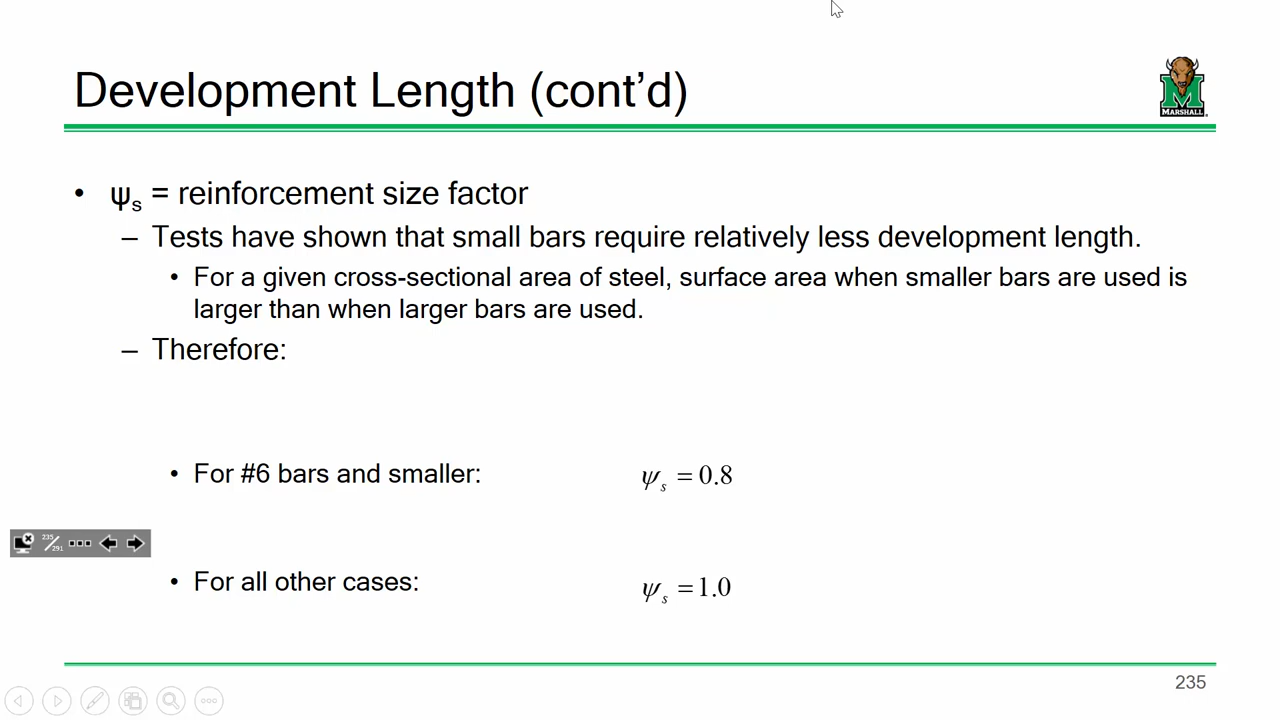 Development Length (cont’d)
MARSHALL
• ψs = reinforcement size factor
– Tests have shown that small bars require relatively less development length.
• For a given cross-sectional area of steel, surface area when smaller bars are used is
larger than when larger bars are used.
– Therefore:
• For #6 bars and smaller: ψs = 0.8
235/291
• For all other cases: ψs = 1.0
235